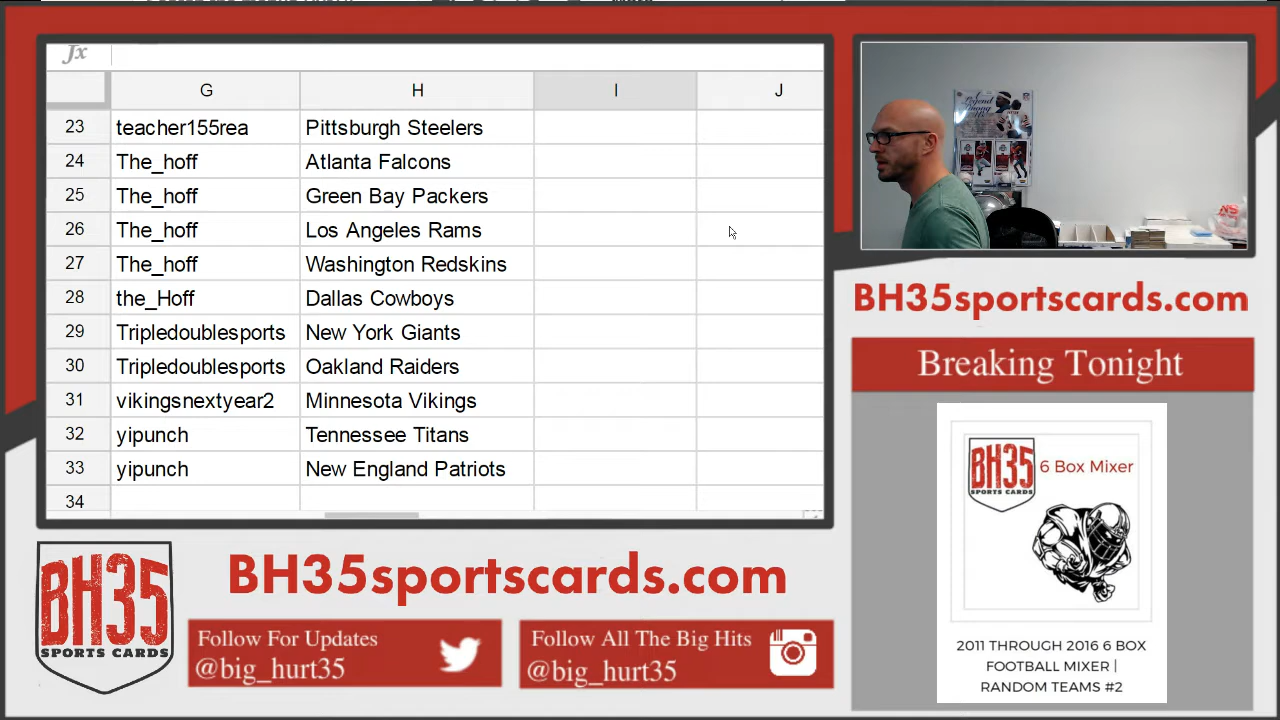 Jx
G H I J
23 teacher155rea Pittsburgh Steelers
24 The_hoff Atlanta Falcons
25 The_hoff Green Bay Packers
26 The_hoff Los Angeles Rams
27 The_hoff Washington Redskins
28 the_Hoff Dallas Cowboys
29 Tripledoublesports New York Giants
30 Tripledoublesports Oakland Raiders
31 vikingsnextyear2 Minnesota Vikings
32 yipunch Tennessee Titans
33 yipunch New England Patriots
34
BH35sportscards.com
Breaking Tonight
BH35
SPORTS CARDS
6 Box Mixer
2011 THROUGH 2016 6 BOX
FOOTBALL MIXER |
RANDOM TEAMS #2
BH35
SPORTS CARDS
BH35sportscards.com
Follow For Updates
@big_hurt35
Follow All The Big Hits
@big_hurt35